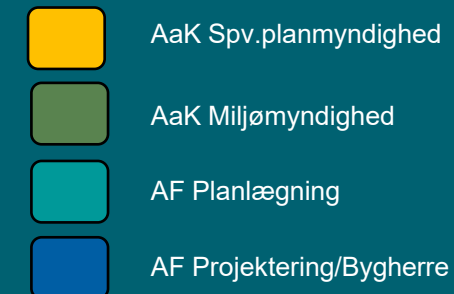 AaK Spv.planmyndighed
AaK Miljømyndighed
AF Planlægning
AF Projektering/Bygherre